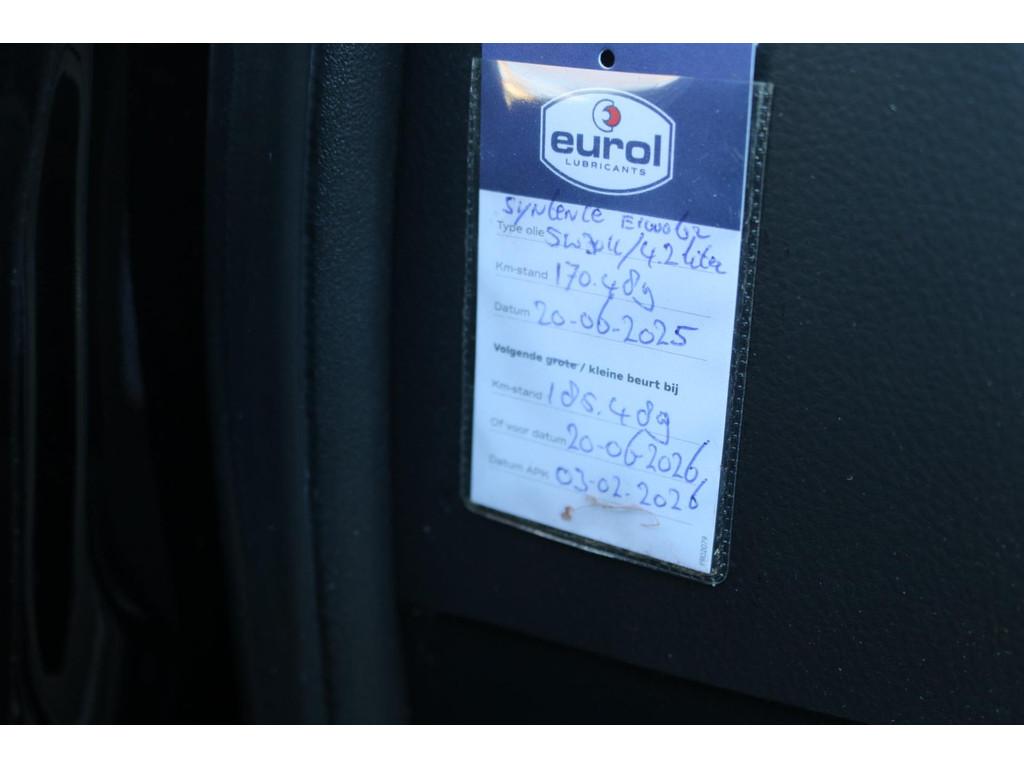 eurol
LUBRICANTS
Type olie 5W30 / 4.2 liter
Km-stand 170.489
Datum 20-06-2025
Volgende grote / kleine beurt bij
Km-stand 185.489
Of voor datum 20-06-2026
Datum APK 03-02-2026